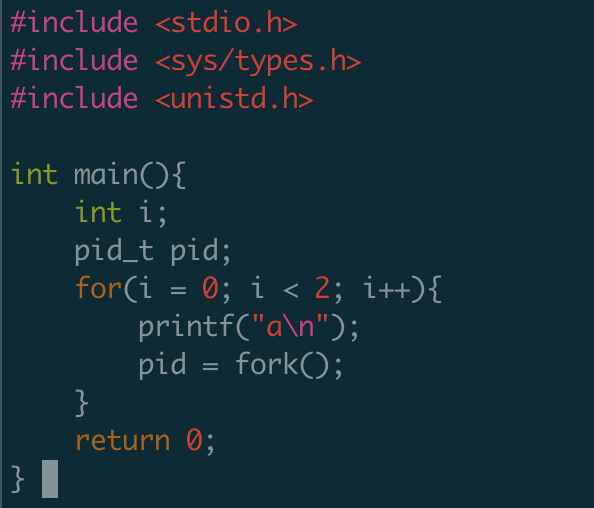 #include <stdio.h>
#include <sys/types.h>
#include <unistd.h>

int main(){
    int i;
    pid_t pid;
    for(i = 0; i < 2; i++){
        printf("a\n");
        pid = fork();
    }
    return 0;
}